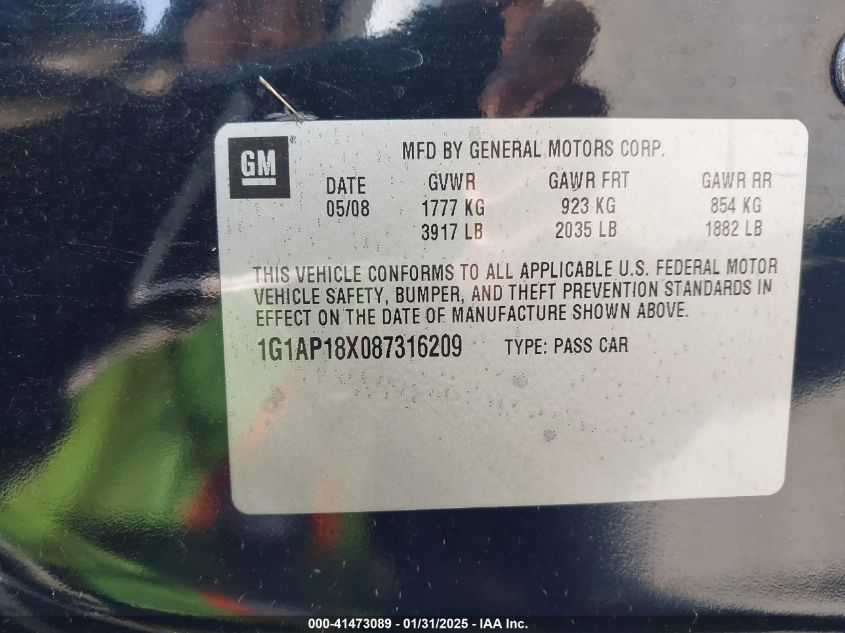 GM
MFD BY GENERAL MOTORS CORP.
DATE GVWR GAWR FRT GAWR RR
05/08 1777 KG 923 KG 854 KG
3917 LB 2035 LB 1882 LB
THIS VEHICLE CONFORMS TO ALL APPLICABLE U.S. FEDERAL MOTOR
VEHICLE SAFETY, BUMPER, AND THEFT PREVENTION STANDARDS IN
EFFECT ON THE DATE OF MANUFACTURE SHOWN ABOVE.
1G1AP18X087316209 TYPE: PASS CAR
000-41473089 - 01/31/2025 - IAA Inc.